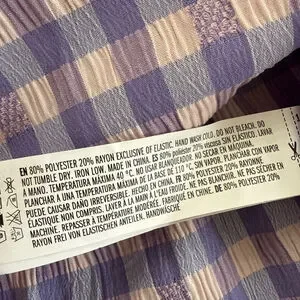 EN 80% POLYESTER 20% RAYON EXCLUSIVE OF ELASTIC. HAND WASH COLD. DO NOT BLEACH. DO
NOT TUMBLE DRY. IRON LOW. MADE IN CHINA. ES 80% poliéster 20% viscosa SIN ELASTICO. LAVAR
A MANO. TEMPERATURA MAXIMA 40 °C. NO USAR BLANQUEADOR. NO SECAR EN MÁQUINA.
PLANCHAR A UNA TEMPERATURA MAXIMA DE LA BASE DE 110 °C. SIN VAPOR. PLANCHAR CON VAPOR
PUEDE CAUSAR DAÑO IRREVERSIBLE. HECHO EN CHINA. FR 80% POLYESTER 20% RAYONNE
ÉLASTIQUE NON COMPRIS. LAVER À LA MAIN À L'EAU FROIDE. NE PAS BLANCHIR. NE PAS SÉCHER EN
MACHINE. REPASSER À TEMPÉRATURE MODÉRÉE. FABRIQUÉ EN CHINE. DE 80% POLYESTER 20%
RAYON FREI VON ELASTISCHEN ANTEILEN. HANDWÄSCHE